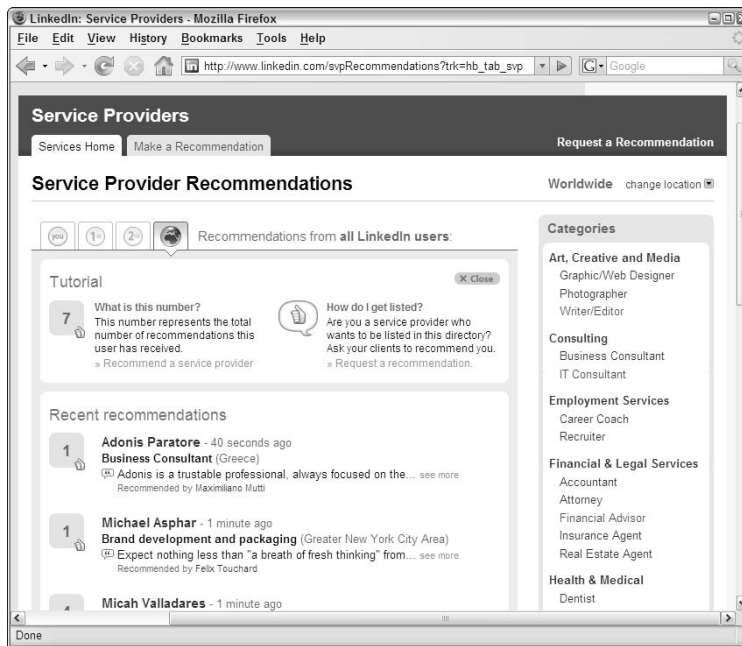 LinkedIn: Service Providers - Mozilla Firefox
File Edit View History Bookmarks Tools Help
http://www.linkedin.com/svpRecommendations?trk=hb_tab_svp
G Google
Service Providers
Services Home Make a Recommendation Request a Recommendation
Service Provider Recommendations Worldwide change location
you 1st 2nd Recommendations from all LinkedIn users:
Tutorial Close
7
What is this number?
This number represents the total
number of recommendations this
user has received.
» Recommend a service provider
How do I get listed?
Are you a service provider who
wants to be listed in this directory?
Ask your clients to recommend you.
» Request a recommendation.
Recent recommendations
1
Adonis Paratore - 40 seconds ago
Business Consultant (Greece)
Adonis is a trustable professional, always focused on the... see more
Recommended by Maximiliano Mutti
1
Michael Asphar - 1 minute ago
Brand development and packaging (Greater New York City Area)
Expect nothing less than "a breath of fresh thinking" from... see more
Recommended by Felix Touchard
Micah Valladares - 1 minute ago
Categories
Art, Creative and Media
Graphic/Web Designer
Photographer
Writer/Editor
Consulting
Business Consultant
IT Consultant
Employment Services
Career Coach
Recruiter
Financial & Legal Services
Accountant
Attorney
Financial Advisor
Insurance Agent
Real Estate Agent
Health & Medical
Dentist
Done